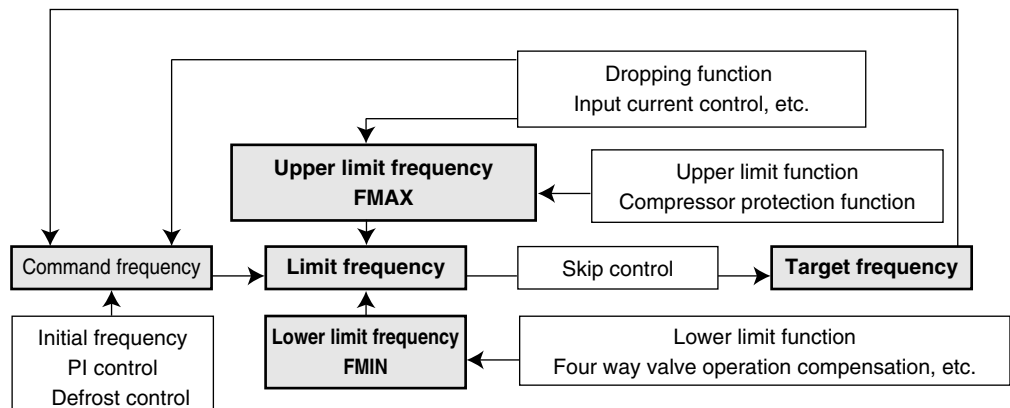 Dropping function
Input current control, etc.
Upper limit frequency
FMAX
Upper limit function
Compressor protection function
Command frequency
Limit frequency
Skip control
Target frequency
Initial frequency
PI control
Defrost control
Lower limit frequency
FMIN
Lower limit function
Four way valve operation compensation, etc.